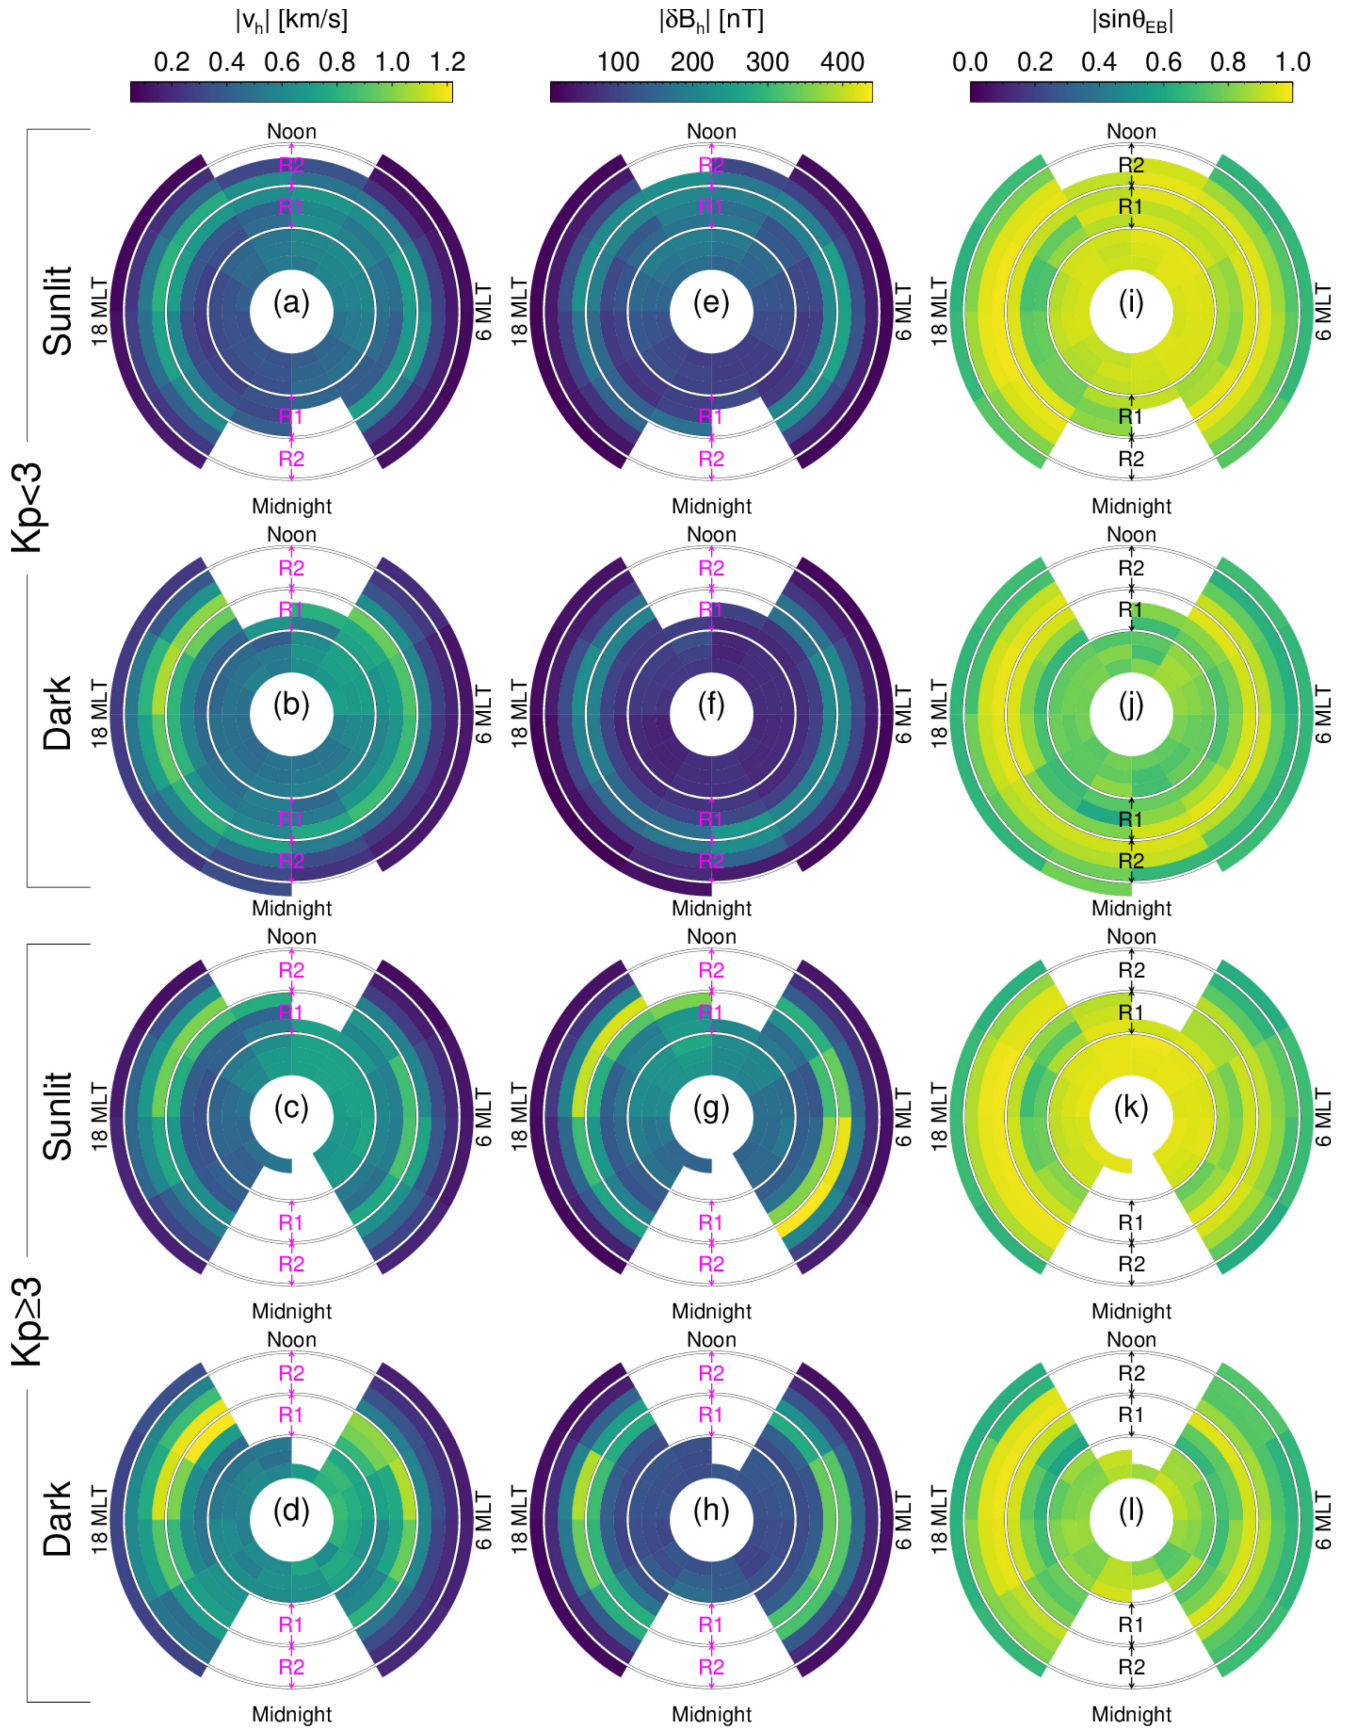 |vₕ| [km/s] |δBₕ| [nT] |sinθ_EB|
0.2 0.4 0.6 0.8 1.0 1.2 100 200 300 400 0.0 0.2 0.4 0.6 0.8 1.0
Kp<3
Sunlit
Noon Noon Noon
R2 R2 R2
R1 R1 R1
18 MLT (a) 6 MLT 18 MLT (e) 6 MLT 18 MLT (i) 6 MLT
R1 R1 R1
R2 R2 R2
Midnight Midnight Midnight
Dark
Noon Noon Noon
R2 R2 R2
R1 R1 R1
18 MLT (b) 6 MLT 18 MLT (f) 6 MLT 18 MLT (j) 6 MLT
R1 R1 R1
R2 R2 R2
Midnight Midnight Midnight
Kp≥3
Sunlit
Noon Noon Noon
R2 R2 R2
R1 R1 R1
18 MLT (c) 6 MLT 18 MLT (g) 6 MLT 18 MLT (k) 6 MLT
R1 R1 R1
R2 R2 R2
Midnight Midnight Midnight
Dark
Noon Noon Noon
R2 R2 R2
R1 R1 R1
18 MLT (d) 6 MLT 18 MLT (h) 6 MLT 18 MLT (l) 6 MLT
R1 R1 R1
R2 R2 R2
Midnight Midnight Midnight